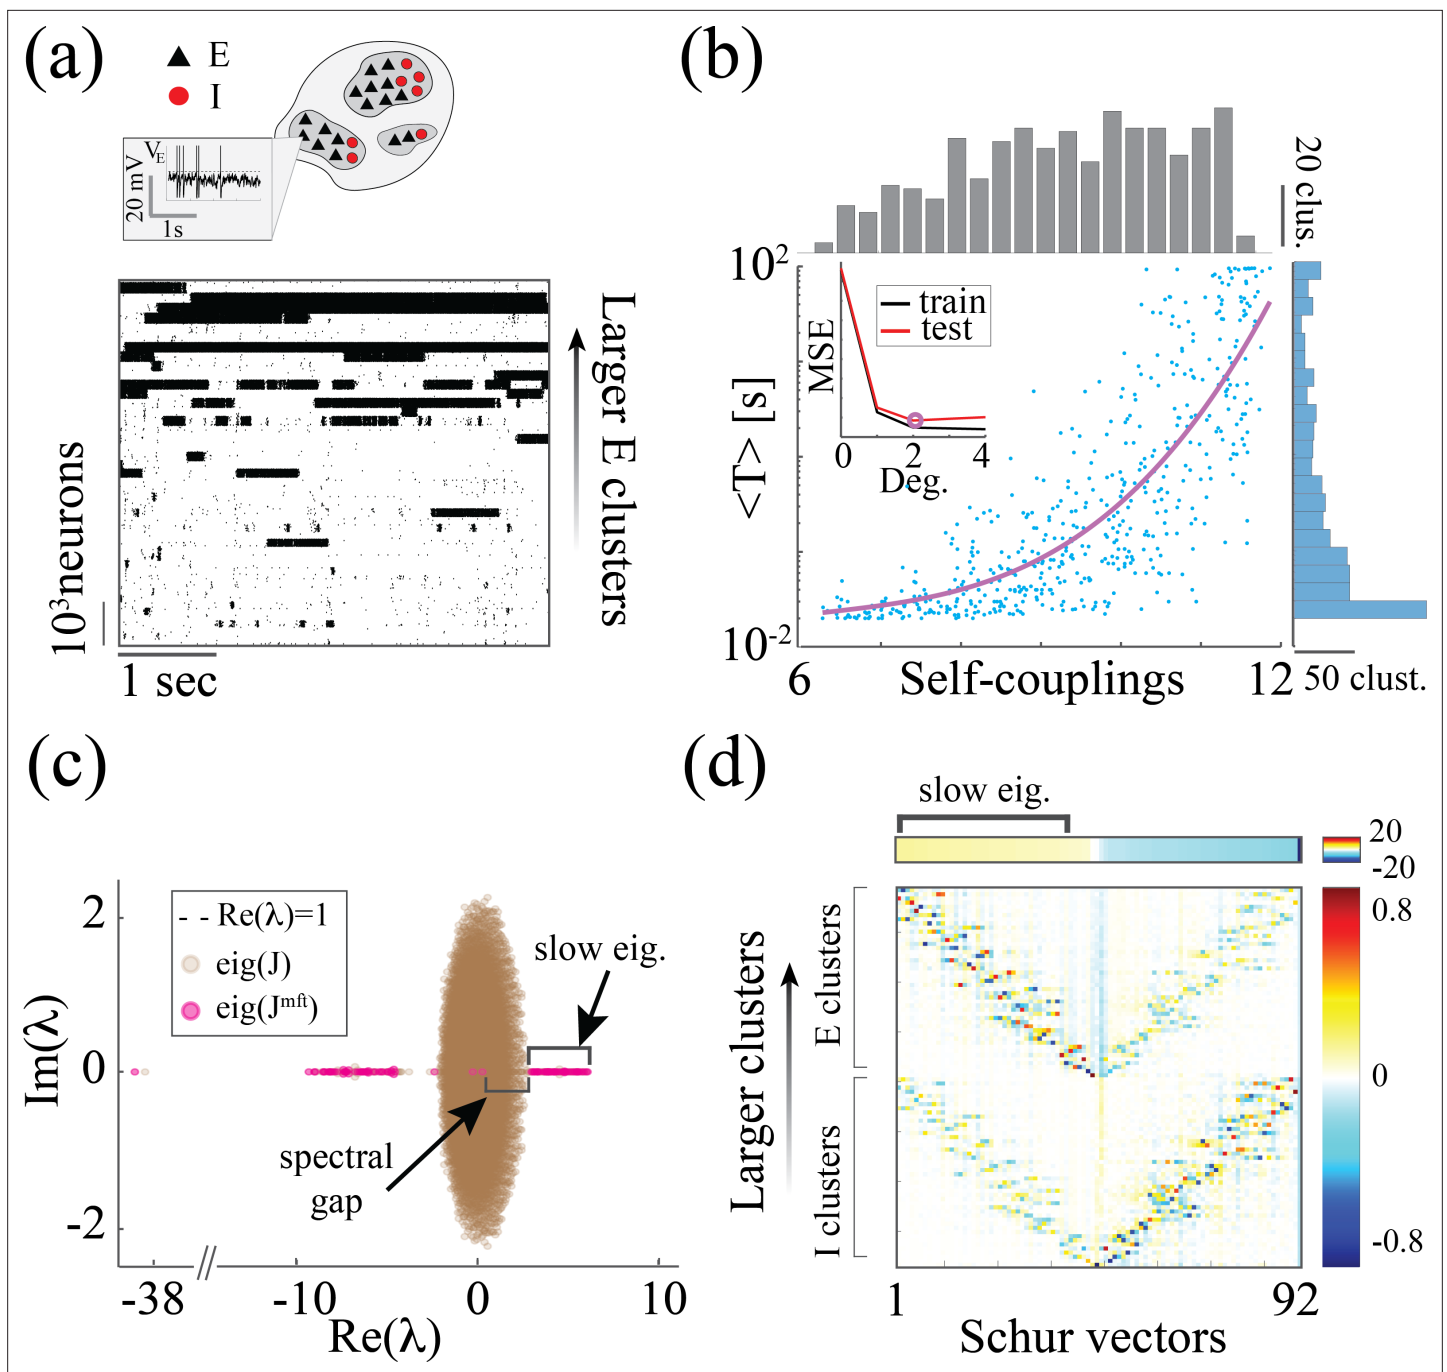 (a)
E
I
V_E
20 mV
1s
Larger E clusters
10³neurons
1 sec
(b)
20 clus.
10²
train
test
MSE
0
2
4
Deg.
<T> [s]
10⁻²
6
Self-couplings
12
50 clust.
(c)
2
- - Re(λ)=1
eig(J)
eig(Jᵐᶠᵗ)
slow eig.
Im(λ)
0
spectral
gap
-2
-38
-10
0
10
Re(λ)
(d)
slow eig.
20
-20
0.8
0
-0.8
Larger clusters
E clusters
I clusters
1
92
Schur vectors